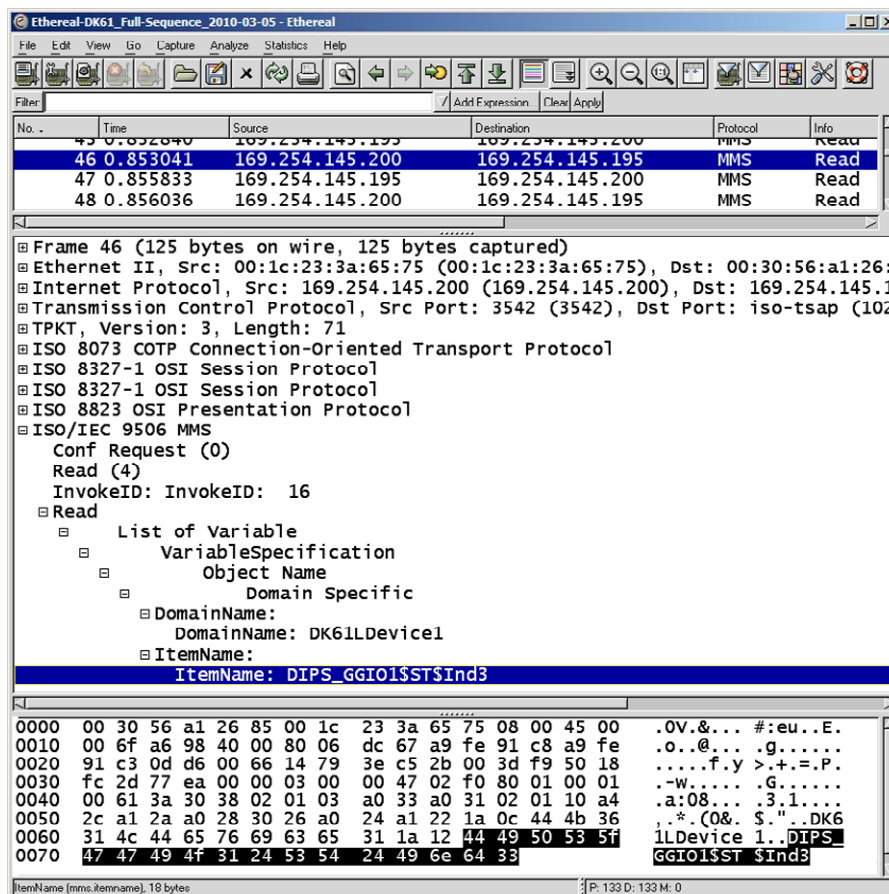 Ethereal-DK61_Full-Sequence_2010-03-05 - Ethereal
File Edit View Go Capture Analyze Statistics Help
Filter: Add Expression... Clear Apply
No. . Time Source Destination Protocol Info
45 0.852840 169.254.145.195 169.254.145.200 MMS Read
46 0.853041 169.254.145.200 169.254.145.195 MMS Read
47 0.855833 169.254.145.195 169.254.145.200 MMS Read
48 0.856036 169.254.145.200 169.254.145.195 MMS Read
Frame 46 (125 bytes on wire, 125 bytes captured)
Ethernet II, Src: 00:1c:23:3a:65:75 (00:1c:23:3a:65:75), Dst: 00:30:56:a1:26:
Internet Protocol, Src: 169.254.145.200 (169.254.145.200), Dst: 169.254.145.1
Transmission Control Protocol, Src Port: 3542 (3542), Dst Port: iso-tsap (102
TPKT, Version: 3, Length: 71
ISO 8073 COTP Connection-Oriented Transport Protocol
ISO 8327-1 OSI Session Protocol
ISO 8327-1 OSI Session Protocol
ISO 8823 OSI Presentation Protocol
ISO/IEC 9506 MMS
Conf Request (0)
Read (4)
InvokeID: InvokeID: 16
Read
List of Variable
VariableSpecification
Object Name
Domain Specific
DomainName:
DomainName: DK61LDevice1
ItemName:
ItemName: DIPS_GGIO1$ST$Ind3
0000 00 30 56 a1 26 85 00 1c 23 3a 65 75 08 00 45 00 .0V.&... #:eu..E.
0010 00 6f a6 98 40 00 80 06 dc 67 a9 fe 91 c8 a9 fe .o..@... .g......
0020 91 c3 0d d6 00 66 14 79 3e c5 2b 00 3d f9 50 18 .....f.y >.+.=.P.
0030 fc 2d 77 ea 00 00 03 00 00 47 02 f0 80 01 00 01 .-w..... .G......
0040 00 61 3a 30 38 02 01 03 a0 33 a0 31 02 01 10 a4 .a:08... .3.1....
0050 2c a1 2a a0 28 30 26 a0 24 a1 22 1a 0c 44 4b 36 ,.*.(0&. $."..DK6
0060 31 4c 44 65 76 69 63 65 31 1a 12 44 49 50 53 5f 1LDevice 1..DIPS_
0070 47 47 49 4f 31 24 53 54 24 49 6e 64 33 GGIO1$ST $Ind3
ItemName (mms.itemname), 18 bytes P: 133 D: 133 M: 0